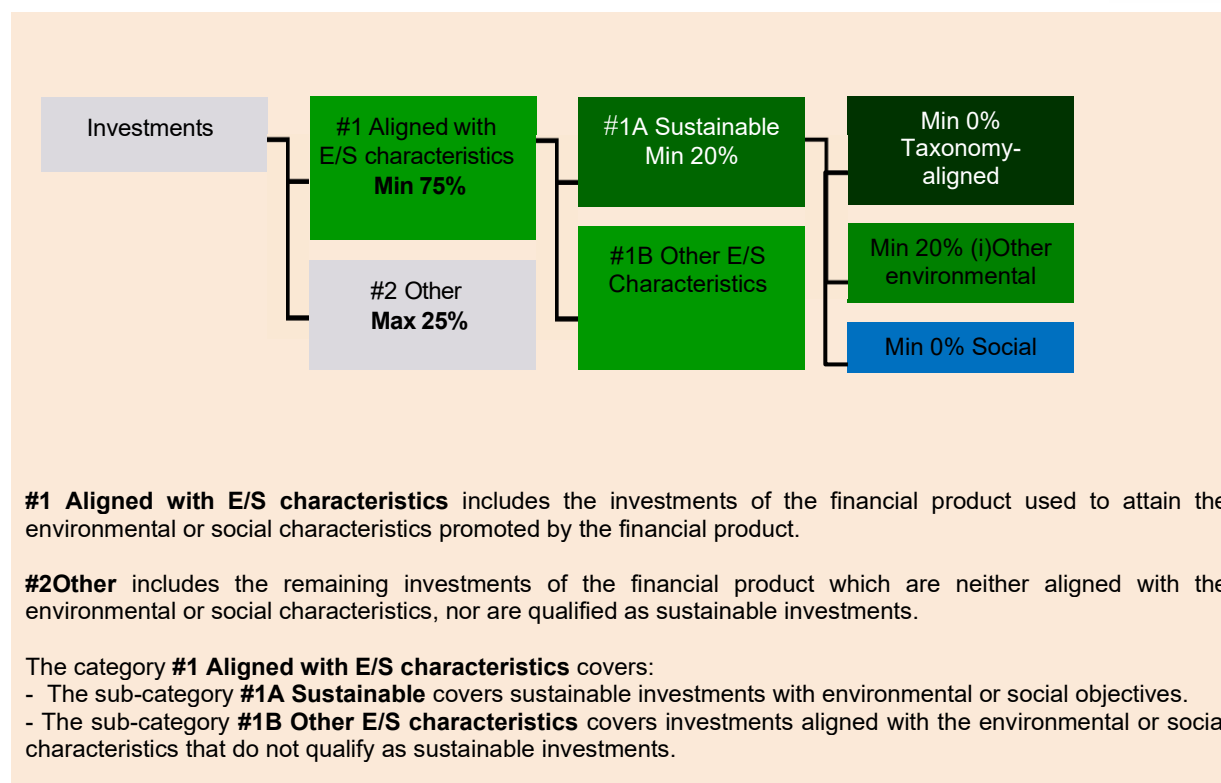 Investments
#1 Aligned with
E/S characteristics
Min 75%
#2 Other
Max 25%
#1A Sustainable
Min 20%
#1B Other E/S
Characteristics
Min 0%
Taxonomy-
aligned
Min 20% (i)Other
environmental
Min 0% Social
#1 Aligned with E/S characteristics includes the investments of the financial product used to attain the
environmental or social characteristics promoted by the financial product.
#2Other includes the remaining investments of the financial product which are neither aligned with the
environmental or social characteristics, nor are qualified as sustainable investments.
The category #1 Aligned with E/S characteristics covers:
- The sub-category #1A Sustainable covers sustainable investments with environmental or social objectives.
- The sub-category #1B Other E/S characteristics covers investments aligned with the environmental or social
characteristics that do not qualify as sustainable investments.